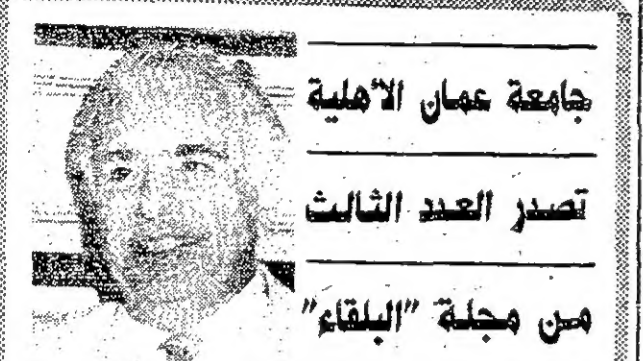 جامعة عمان الأهلية
تصدر العدد الثالث
من مجلة "البلقاء"